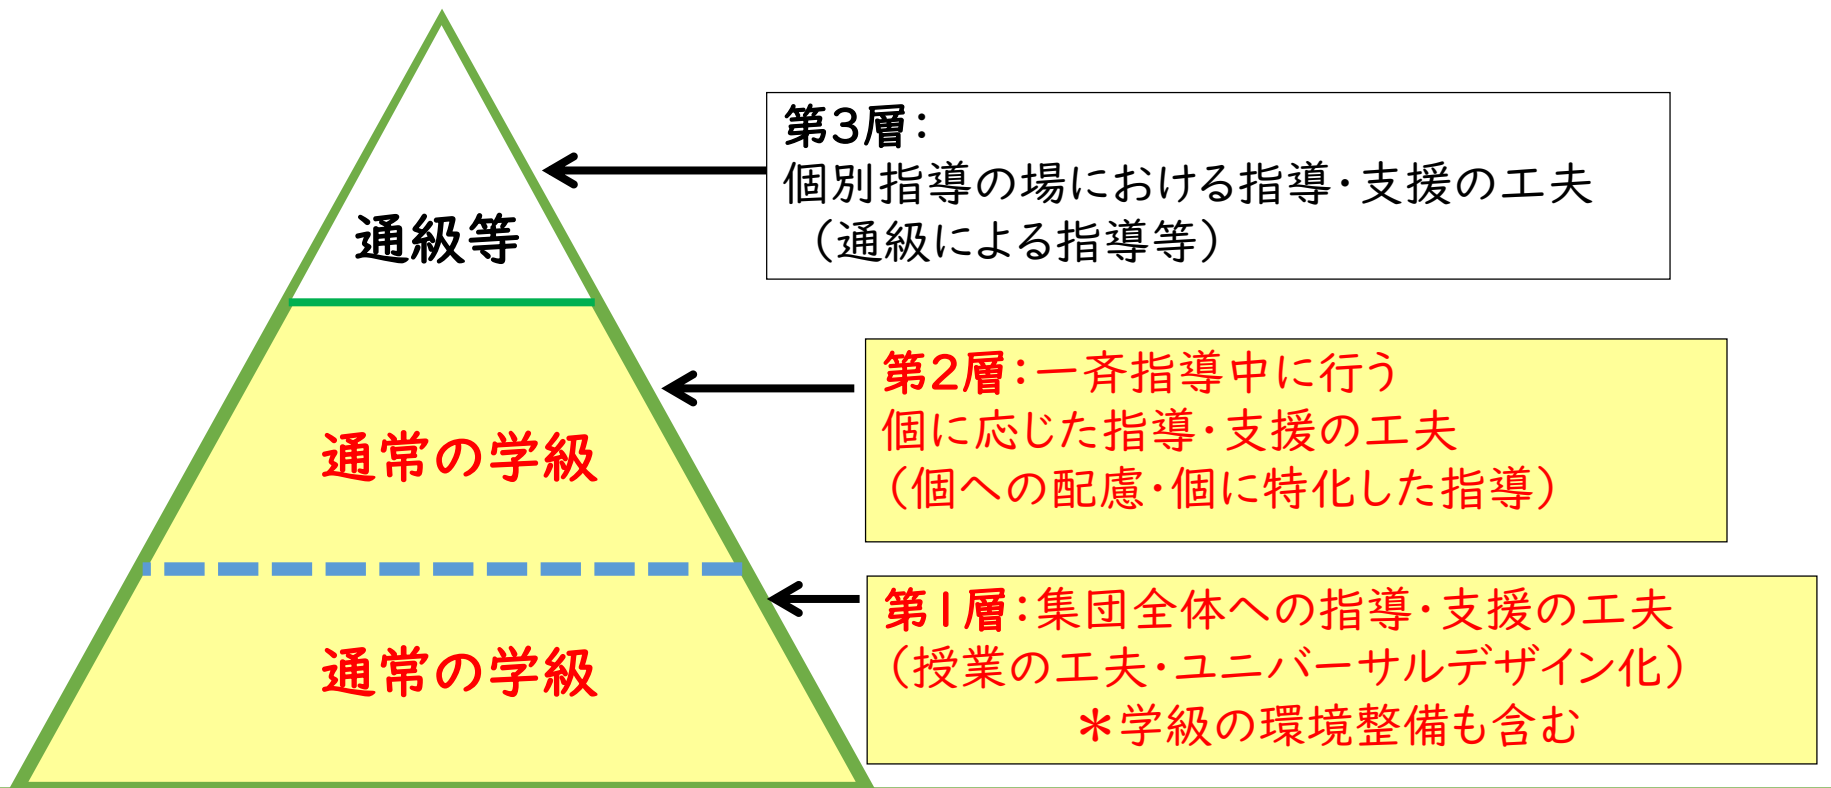 第3層：
個別指導の場における指導・支援の工夫
（通級による指導等）
通級等
第2層：一斉指導中に行う
個に応じた指導・支援の工夫
（個への配慮・個に特化した指導）
通常の学級
第1層：集団全体への指導・支援の工夫
（授業の工夫・ユニバーサルデザイン化）
＊学級の環境整備も含む
通常の学級